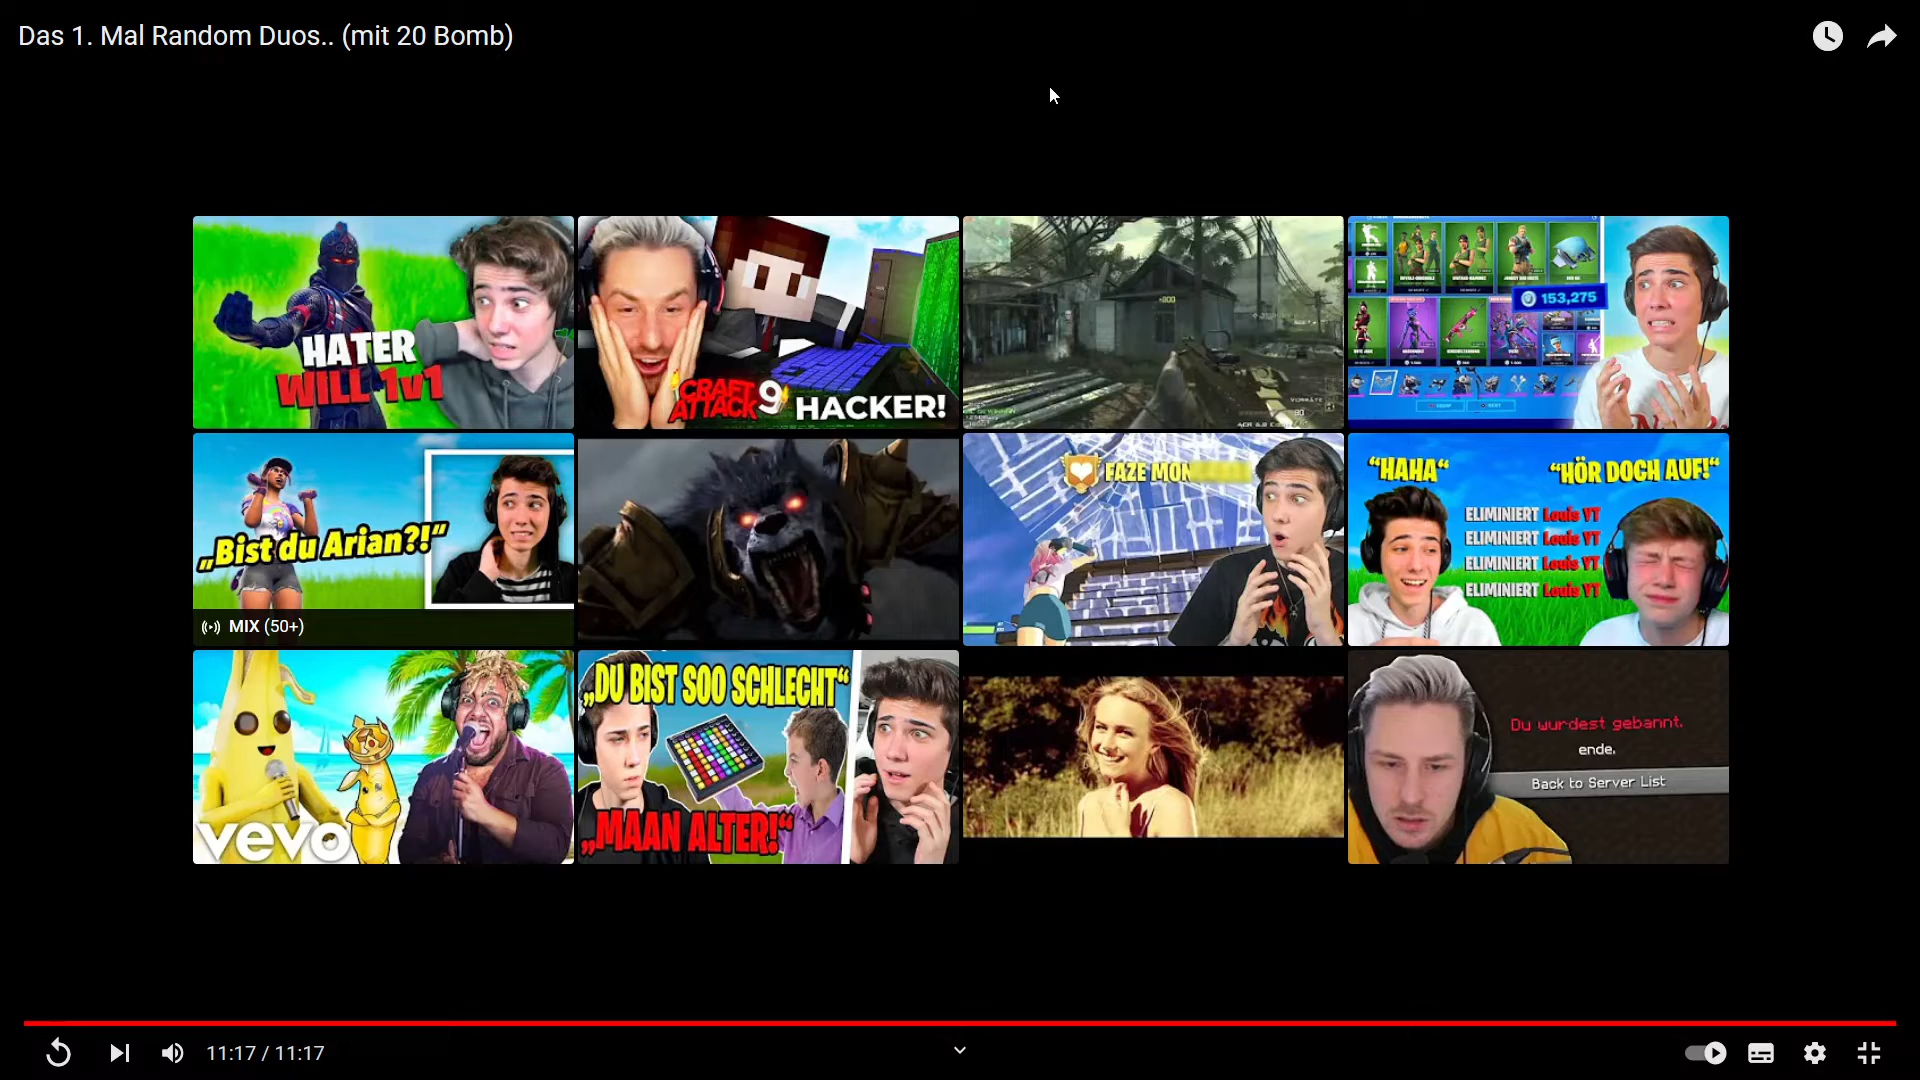 Das 1. Mal Random Duos.. (mit 20 Bomb)
HATER
WILL 1v1
CRAFT
ATTACK 9
HACKER!
+300
153,275
„Bist du Arian?!“
MIX (50+)
FAZE MON
“HAHA“
“HÖR DOCH AUF!“
ELIMINIERT Louis YT
ELIMINIERT Louis YT
ELIMINIERT Louis YT
ELIMINIERT Louis YT
vevo
„DU BIST SOO SCHLECHT“
„MAAN ALTER!“
Du wurdest gebannt.
ende.
Back to Server List
11:17 / 11:17